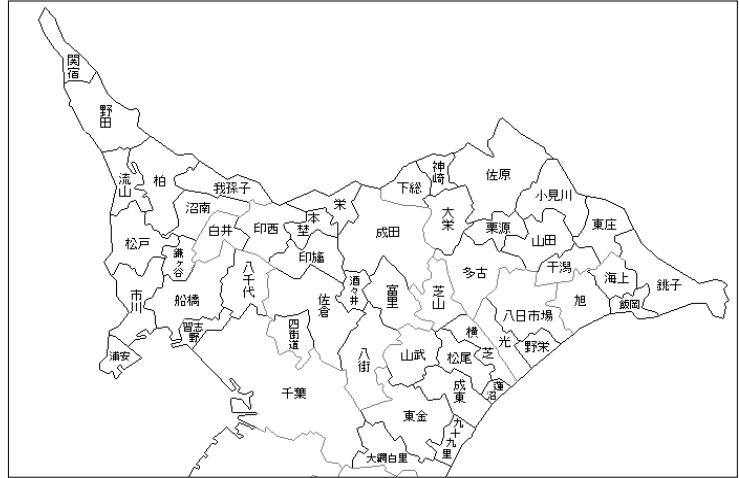 関宿
野田
流山
柏
我孫子
沼南
松戸
鎌ヶ谷
白井
印西
本埜
栄
印旛
成田
下総
神崎
大栄
佐原
小見川
栗源
山田
東庄
干潟
海上
銚子
飯岡
旭
多古
八日市場
野栄
光
芝山
横芝
松尾
山武
成東
蓮沼
富里
酒々井
佐倉
八千代
船橋
市川
習志野
浦安
四街道
千葉
八街
東金
九十九里
大網白里